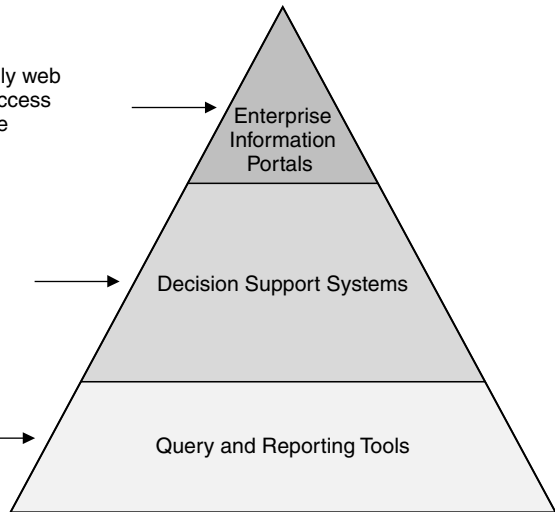 ly web
ccess
e
Enterprise
Information
Portals
Decision Support Systems
Query and Reporting Tools